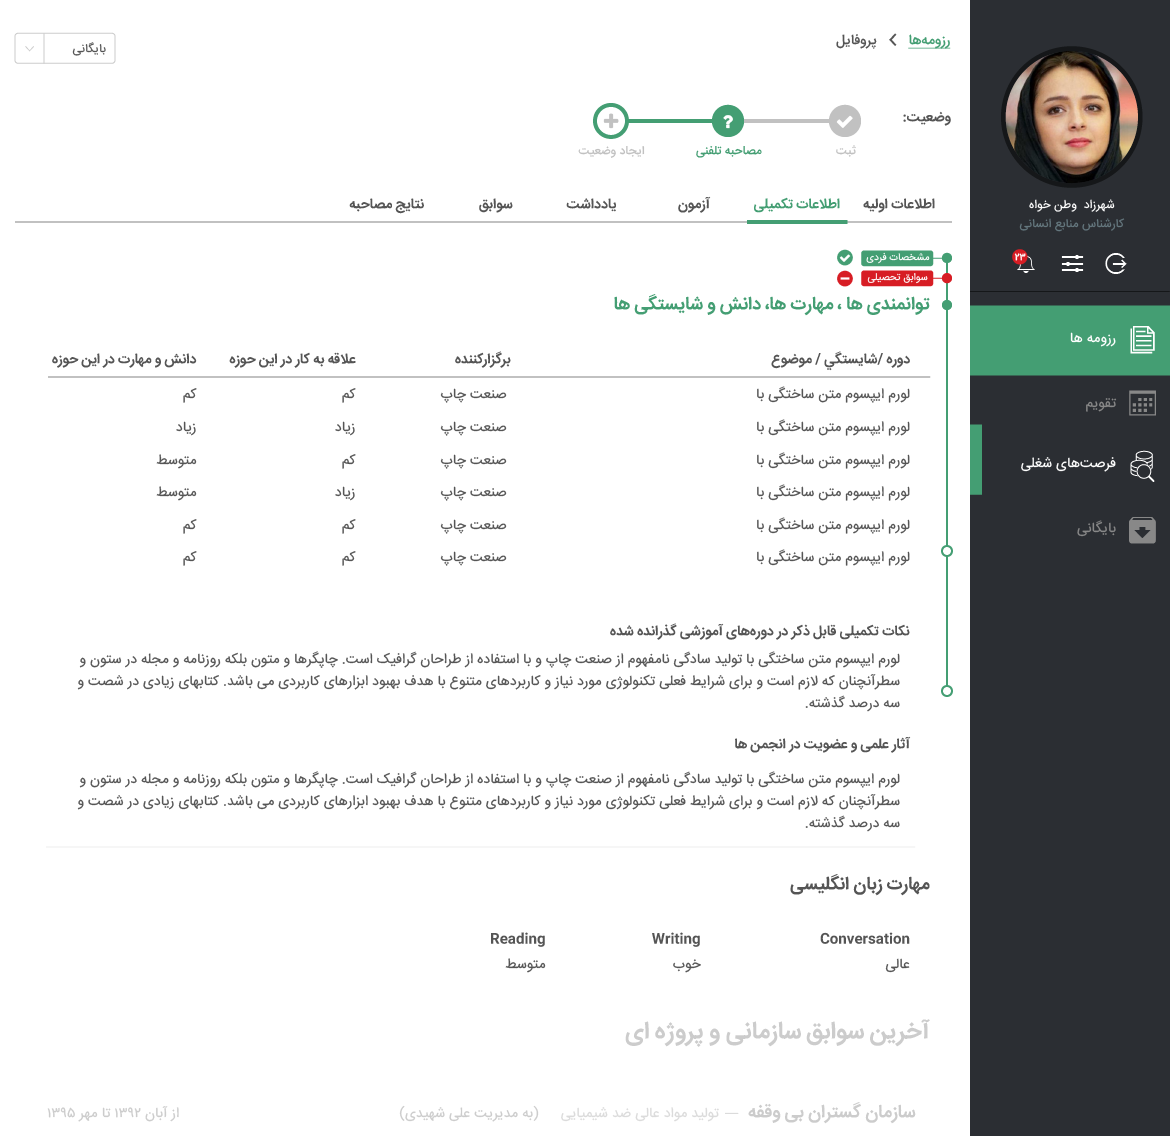 رزومه‌ها
پروفایل
بایگانی
وضعیت:
ثبت
مصاحبه تلفنی
ایجاد وضعیت
اطلاعات اولیه
اطلاعات تکمیلی
آزمون
یادداشت
سوابق
نتایج مصاحبه
مشخصات فردی
سوابق تحصیلی
توانمندی ها ، مهارت ها، دانش و شایستگی ها
دوره /شايستگي / موضوع برگزارکننده علاقه به کار در این حوزه دانش و مهارت در این حوزه
لورم ایپسوم متن ساختگی با صنعت چاپ کم کم
لورم ایپسوم متن ساختگی با صنعت چاپ زیاد زیاد
لورم ایپسوم متن ساختگی با صنعت چاپ کم متوسط
لورم ایپسوم متن ساختگی با صنعت چاپ زیاد متوسط
لورم ایپسوم متن ساختگی با صنعت چاپ کم کم
لورم ایپسوم متن ساختگی با صنعت چاپ کم کم
نکات تکمیلی قابل ذکر در دوره‌های آموزشی گذرانده شده
لورم ایپسوم متن ساختگی با تولید سادگی نامفهوم از صنعت چاپ و با استفاده از طراحان گرافیک است. چاپگرها و متون بلکه روزنامه و مجله در ستون و
سطرآنچنان که لازم است و برای شرایط فعلی تکنولوژی مورد نیاز و کاربردهای متنوع با هدف بهبود ابزارهای کاربردی می باشد. کتابهای زیادی در شصت و
سه درصد گذشته.
آثار علمی و عضویت در انجمن ها
لورم ایپسوم متن ساختگی با تولید سادگی نامفهوم از صنعت چاپ و با استفاده از طراحان گرافیک است. چاپگرها و متون بلکه روزنامه و مجله در ستون و
سطرآنچنان که لازم است و برای شرایط فعلی تکنولوژی مورد نیاز و کاربردهای متنوع با هدف بهبود ابزارهای کاربردی می باشد. کتابهای زیادی در شصت و
سه درصد گذشته.
مهارت زبان انگلیسی
Conversation Writing Reading
عالی خوب متوسط
آخرین سوابق سازمانی و پروژه ای
سازمان گستران بی وقفه — تولید مواد عالی ضد شیمیایی (به مدیریت علی شهیدی) از آبان ۱۳۹۲ تا مهر ۱۳۹۵
شهرزاد وطن خواه
کارشناس منابع انسانی
۲۳
رزومه ها
تقویم
فرصت‌های شغلی
بایگانی